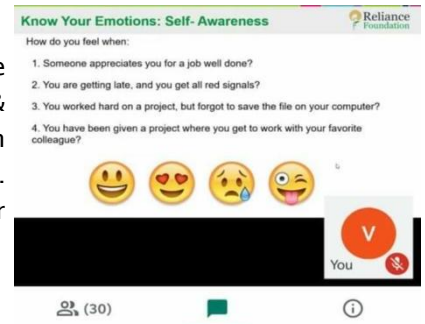 Know Your Emotions: Self- Awareness
Reliance
Foundation
How do you feel when:
1. Someone appreciates you for a job well done?
2. You are getting late, and you get all red signals?
3. You worked hard on a project, but forgot to save the file on your computer?
4. You have been given a project where you get to work with your favorite
colleague?
V
You
(30)